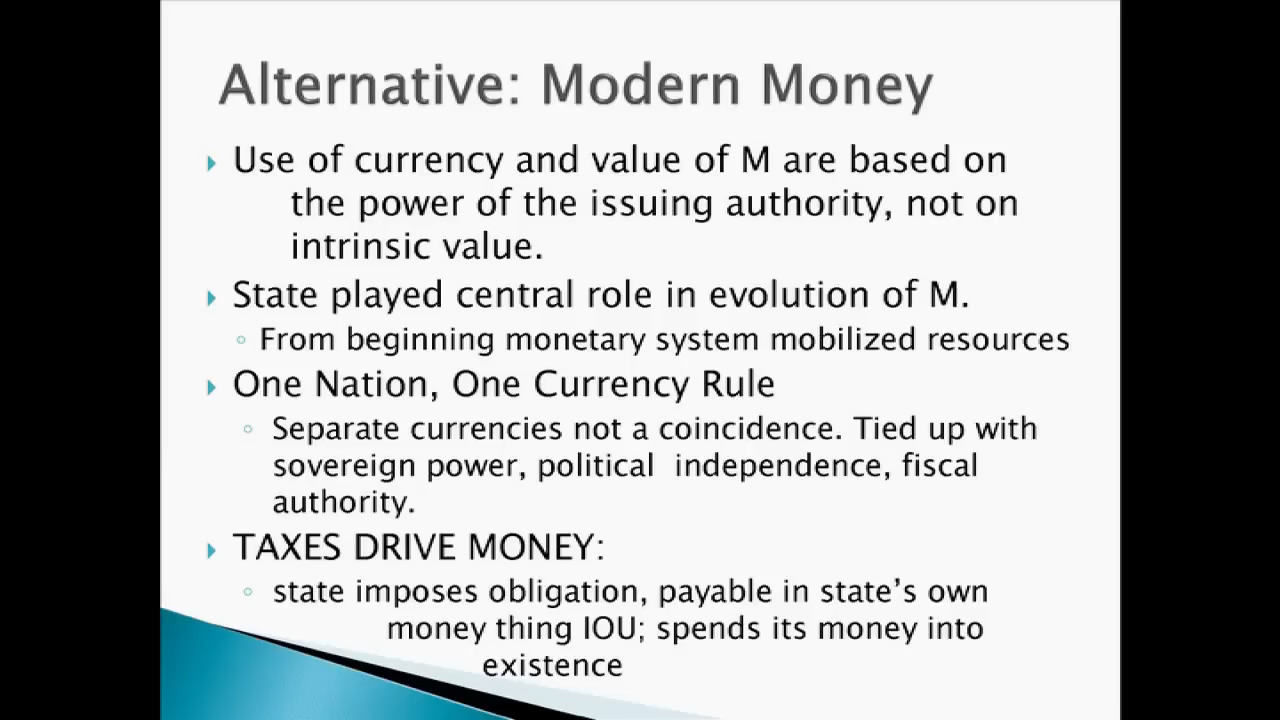 Alternative: Modern Money
Use of currency and value of M are based on
the power of the issuing authority, not on
intrinsic value.
State played central role in evolution of M.
From beginning monetary system mobilized resources
One Nation, One Currency Rule
Separate currencies not a coincidence. Tied up with
sovereign power, political independence, fiscal
authority.
TAXES DRIVE MONEY:
state imposes obligation, payable in state's own
money thing IOU; spends its money into
existence